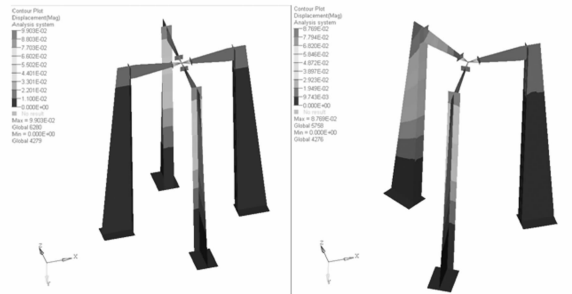 Contour Plot
Displacement(Mag)
Analysis system
9.903E-02
8.803E-02
7.703E-02
6.602E-02
5.502E-02
4.401E-02
3.301E-02
2.201E-02
1.100E-02
0.000E+00
No result
Max = 9.903E-02
Global 6280
Min = 0.000E+00
Global 4279
Z
X
Y
Contour Plot
Displacement(Mag)
Analysis system
8.769E-02
7.794E-02
6.820E-02
5.846E-02
4.872E-02
3.897E-02
2.923E-02
1.949E-02
9.743E-03
0.000E+00
No result
Max = 8.769E-02
Global 5758
Min = 0.000E+00
Global 4276
Z
X
Y